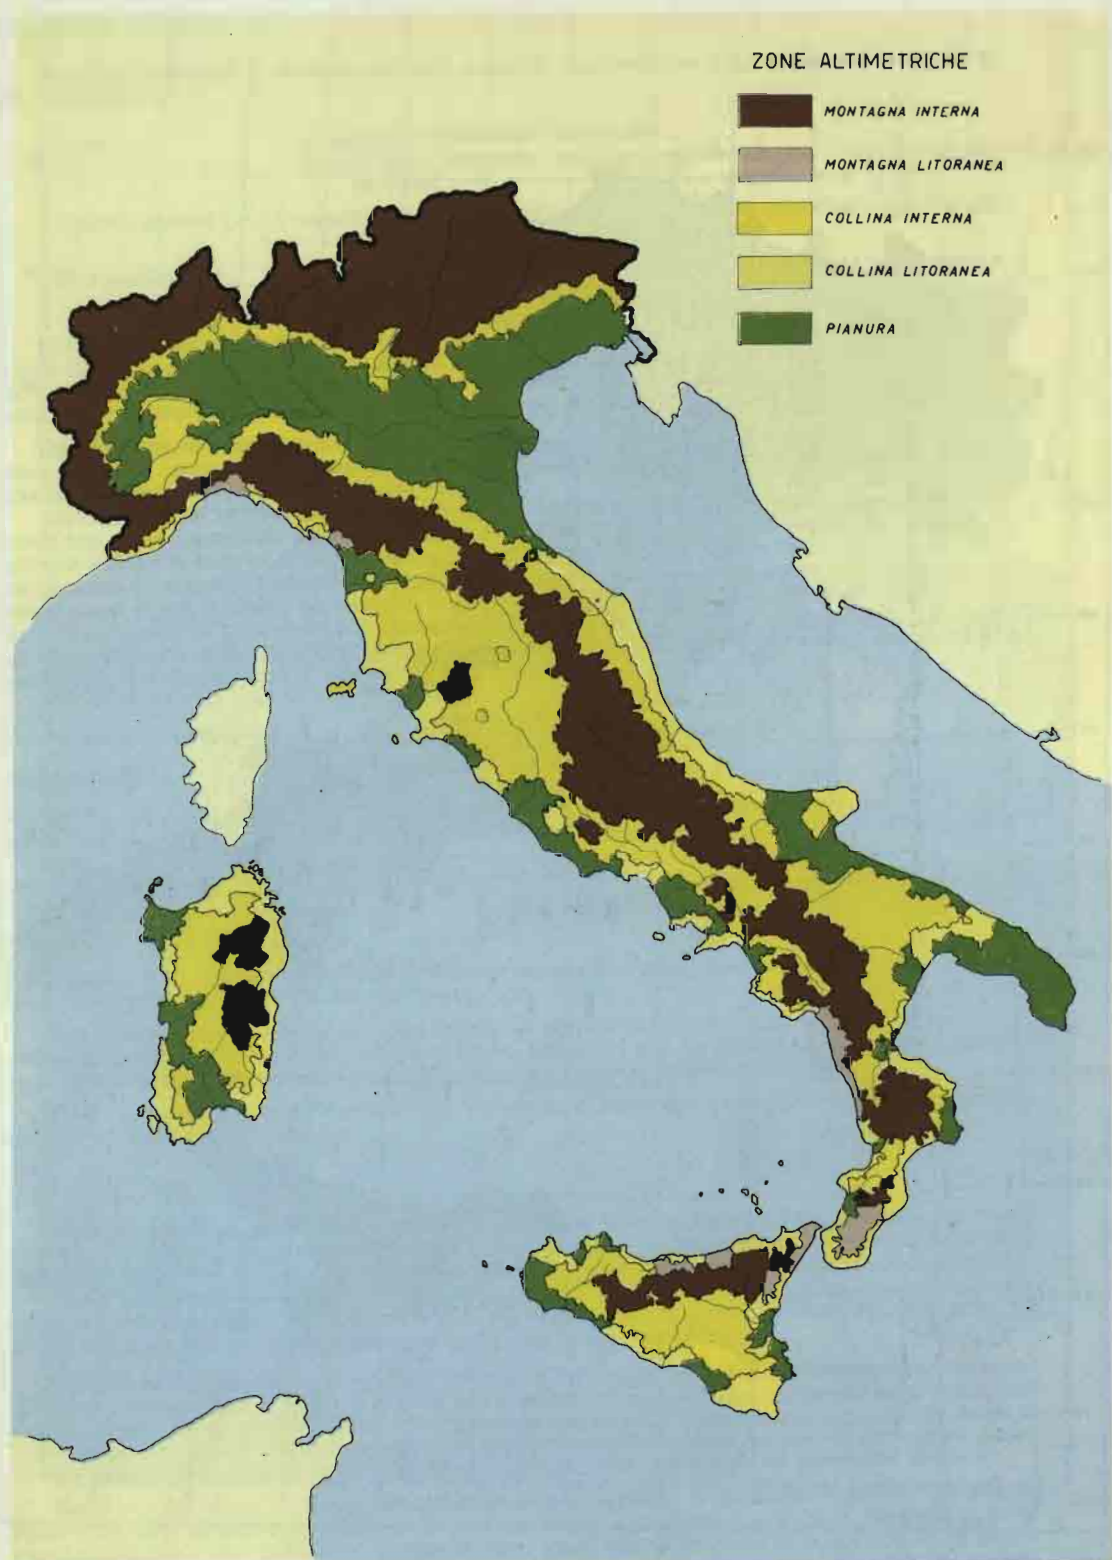 ZONE ALTIMETRICHE
MONTAGNA INTERNA
MONTAGNA LITORANEA
COLLINA INTERNA
COLLINA LITORANEA
PIANURA